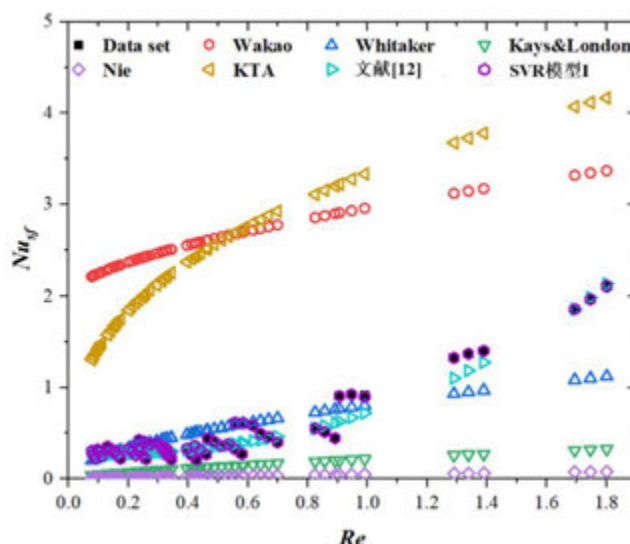 Data set Wakao Whitaker Kays&London
Nie KTA 文献[12] SVR模型I
5
4
3
2
1
0
Nu_sf
0.0 0.2 0.4 0.6 0.8 1.0 1.2 1.4 1.6 1.8
Re